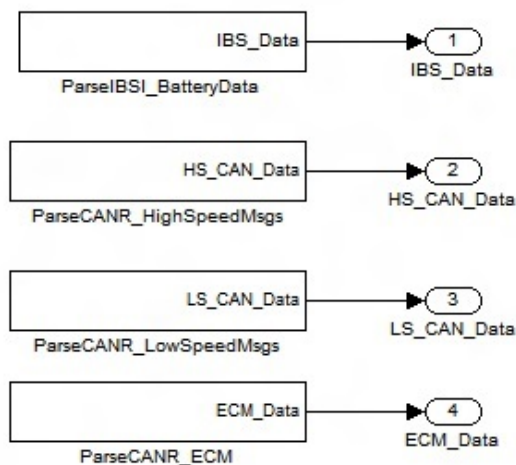 IBS_Data
1
ParseIBSI_BatteryData
IBS_Data
HS_CAN_Data
2
ParseCANR_HighSpeedMsgs
HS_CAN_Data
LS_CAN_Data
3
ParseCANR_LowSpeedMsgs
LS_CAN_Data
ECM_Data
4
ParseCANR_ECM
ECM_Data